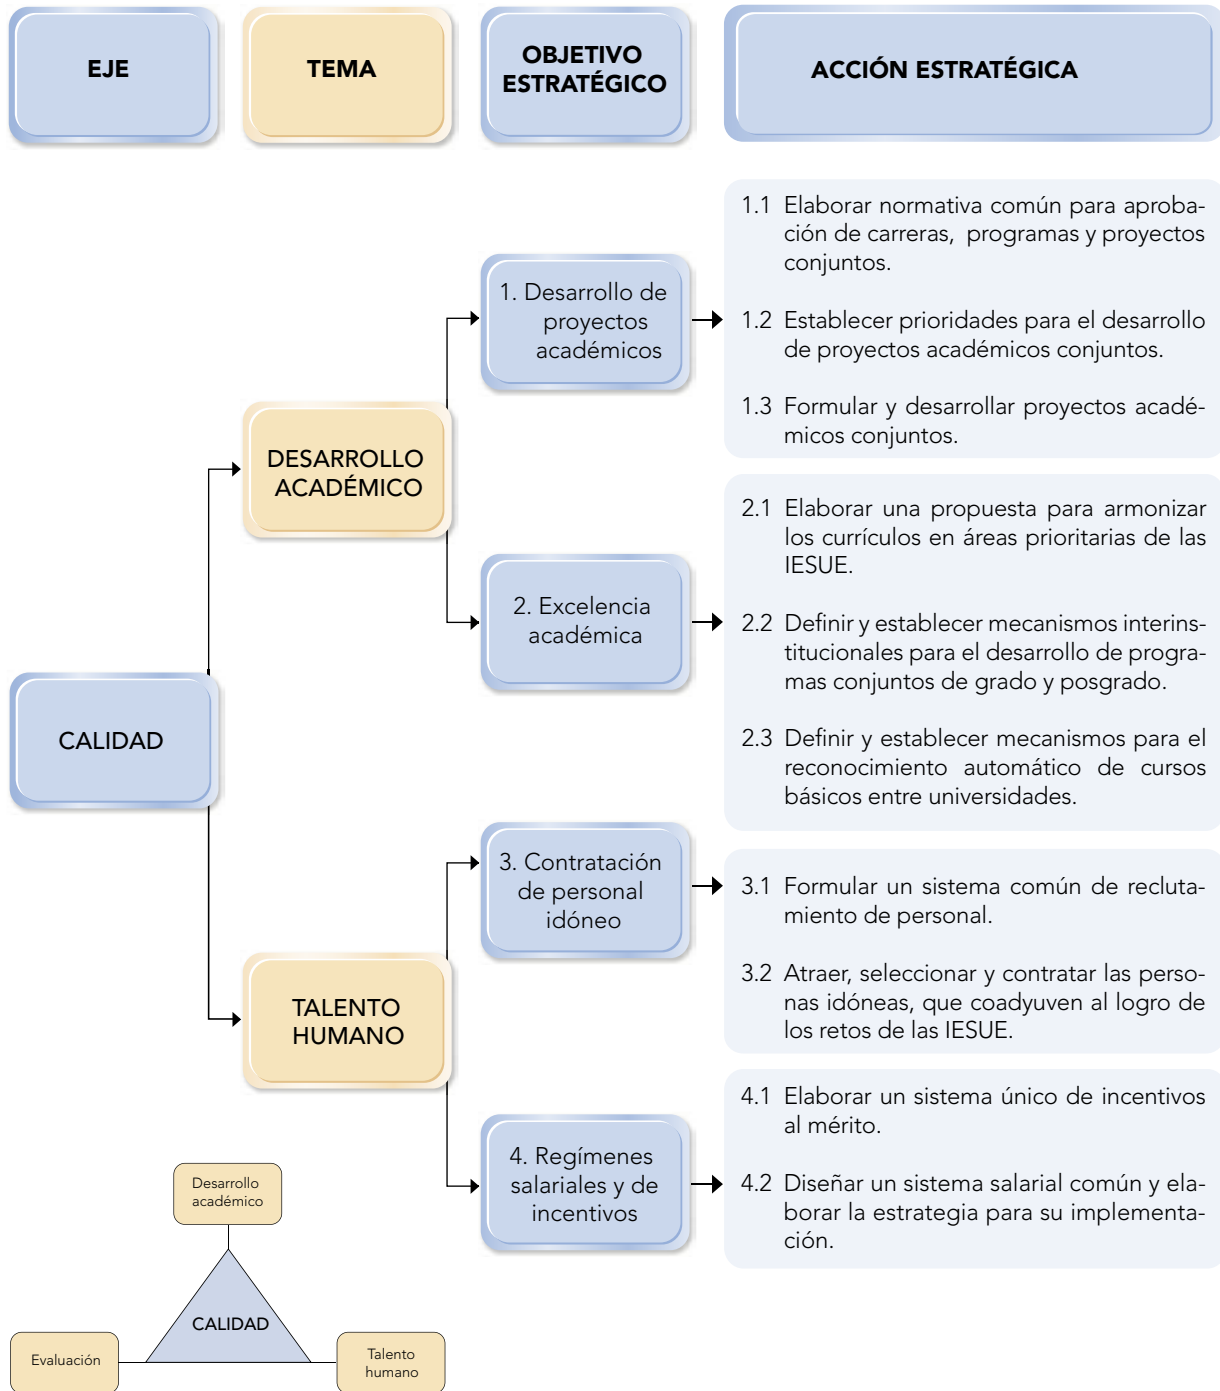 EJE
TEMA
OBJETIVO
ESTRATÉGICO
ACCIÓN ESTRATÉGICA
CALIDAD
DESARROLLO
ACADÉMICO
1. Desarrollo de
proyectos
académicos
1.1 Elaborar normativa común para aproba-
ción de carreras, programas y proyectos
conjuntos.
1.2 Establecer prioridades para el desarrollo
de proyectos académicos conjuntos.
1.3 Formular y desarrollar proyectos acadé-
micos conjuntos.
2. Excelencia
académica
2.1 Elaborar una propuesta para armonizar
los currículos en áreas prioritarias de las
IESUE.
2.2 Definir y establecer mecanismos interins-
titucionales para el desarrollo de progra-
mas conjuntos de grado y posgrado.
2.3 Definir y establecer mecanismos para el
reconocimiento automático de cursos
básicos entre universidades.
TALENTO
HUMANO
3. Contratación
de personal
idóneo
3.1 Formular un sistema común de recluta-
miento de personal.
3.2 Atraer, seleccionar y contratar las perso-
nas idóneas, que coadyuven al logro de
los retos de las IESUE.
4. Regímenes
salariales y de
incentivos
4.1 Elaborar un sistema único de incentivos
al mérito.
4.2 Diseñar un sistema salarial común y ela-
borar la estrategia para su implementa-
ción.
Desarrollo
académico
CALIDAD
Evaluación
Talento
humano